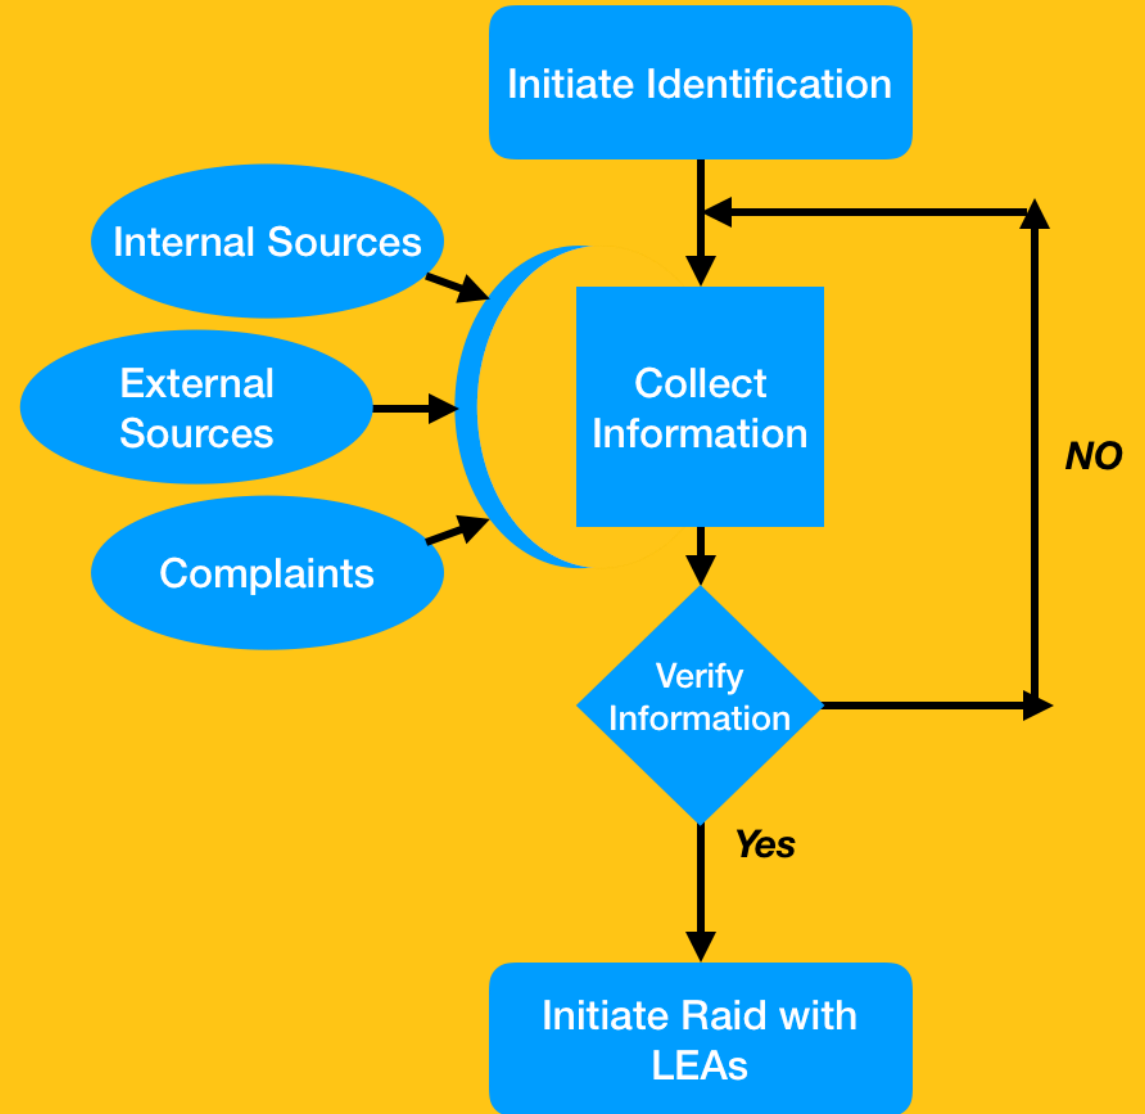 Initiate Identification
Internal Sources
External
Sources
Complaints
Collect
Information
NO
Verify
Information
Yes
Initiate Raid with
LEAs